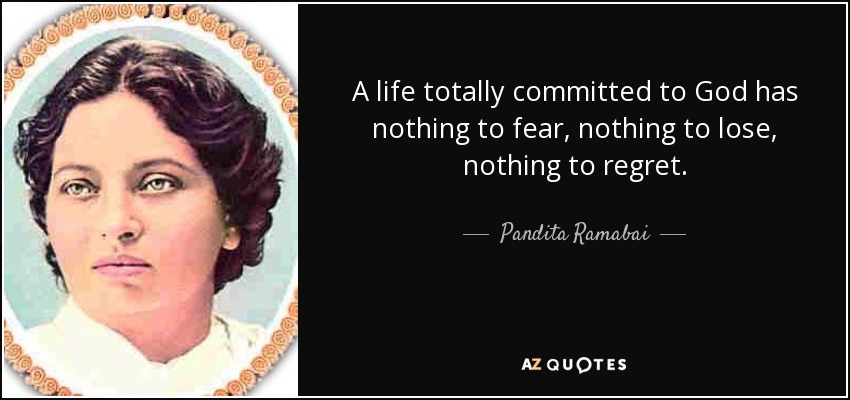 A life totally committed to God has
nothing to fear, nothing to lose,
nothing to regret.
Pandita Ramabai
AZ QUOTES